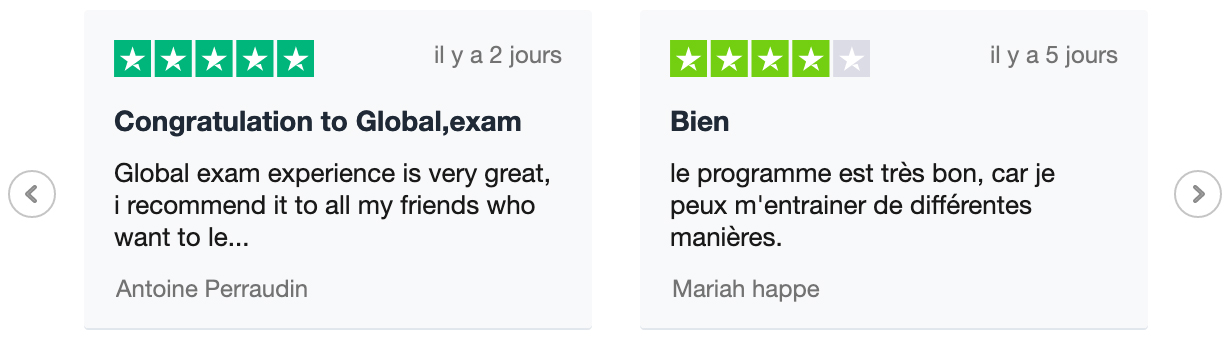 il y a 2 jours
Congratulation to Global,exam
Global exam experience is very great,
i recommend it to all my friends who
want to le...
Antoine Perraudin
il y a 5 jours
Bien
le programme est très bon, car je
peux m'entrainer de différentes
manières.
Mariah happe